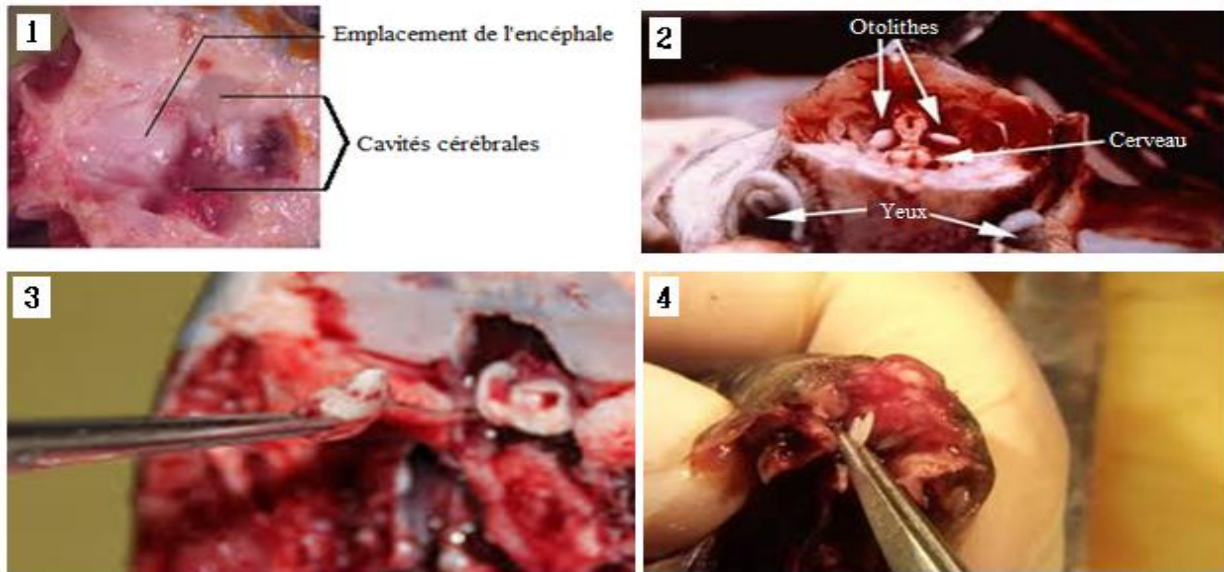 1
Emplacement de l'encéphale
Cavités cérébrales
2
Otolithes
Cerveau
Yeux
3
4